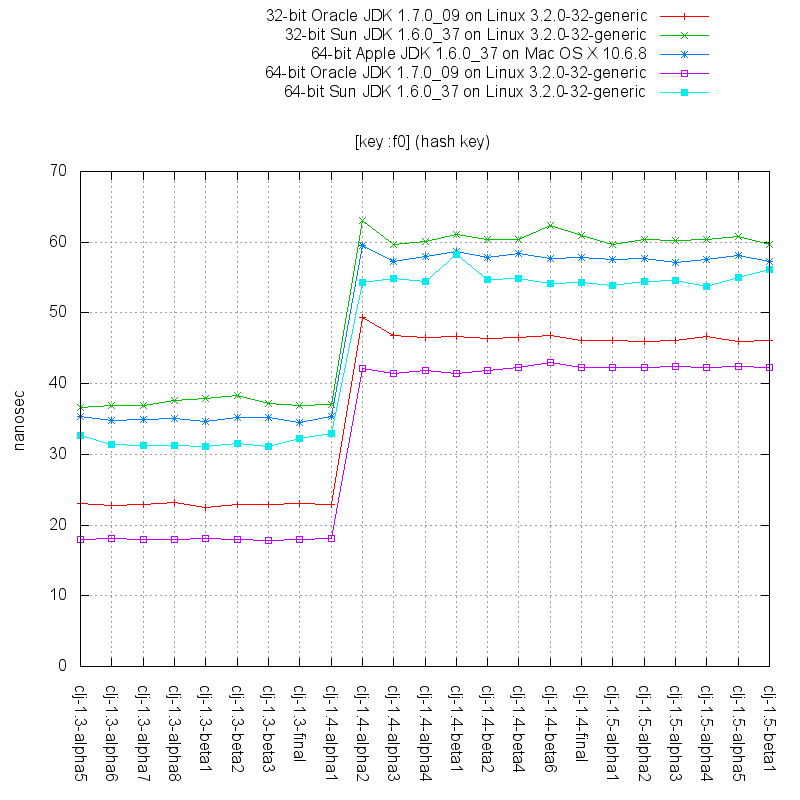 32-bit Oracle JDK 1.7.0_09 on Linux 3.2.0-32-generic
32-bit Sun JDK 1.6.0_37 on Linux 3.2.0-32-generic
64-bit Apple JDK 1.6.0_37 on Mac OS X 10.6.8
64-bit Oracle JDK 1.7.0_09 on Linux 3.2.0-32-generic
64-bit Sun JDK 1.6.0_37 on Linux 3.2.0-32-generic
[key :f0] (hash key)
70
60
50
40
30
20
10
0
nanosec
clj-1.3-alpha5
clj-1.3-alpha6
clj-1.3-alpha7
clj-1.3-alpha8
clj-1.3-beta1
clj-1.3-beta2
clj-1.3-beta3
clj-1.3-final
clj-1.4-alpha1
clj-1.4-alpha2
clj-1.4-alpha3
clj-1.4-alpha4
clj-1.4-beta1
clj-1.4-beta2
clj-1.4-beta4
clj-1.4-beta6
clj-1.4-final
clj-1.5-alpha1
clj-1.5-alpha2
clj-1.5-alpha3
clj-1.5-alpha4
clj-1.5-alpha5
clj-1.5-beta1